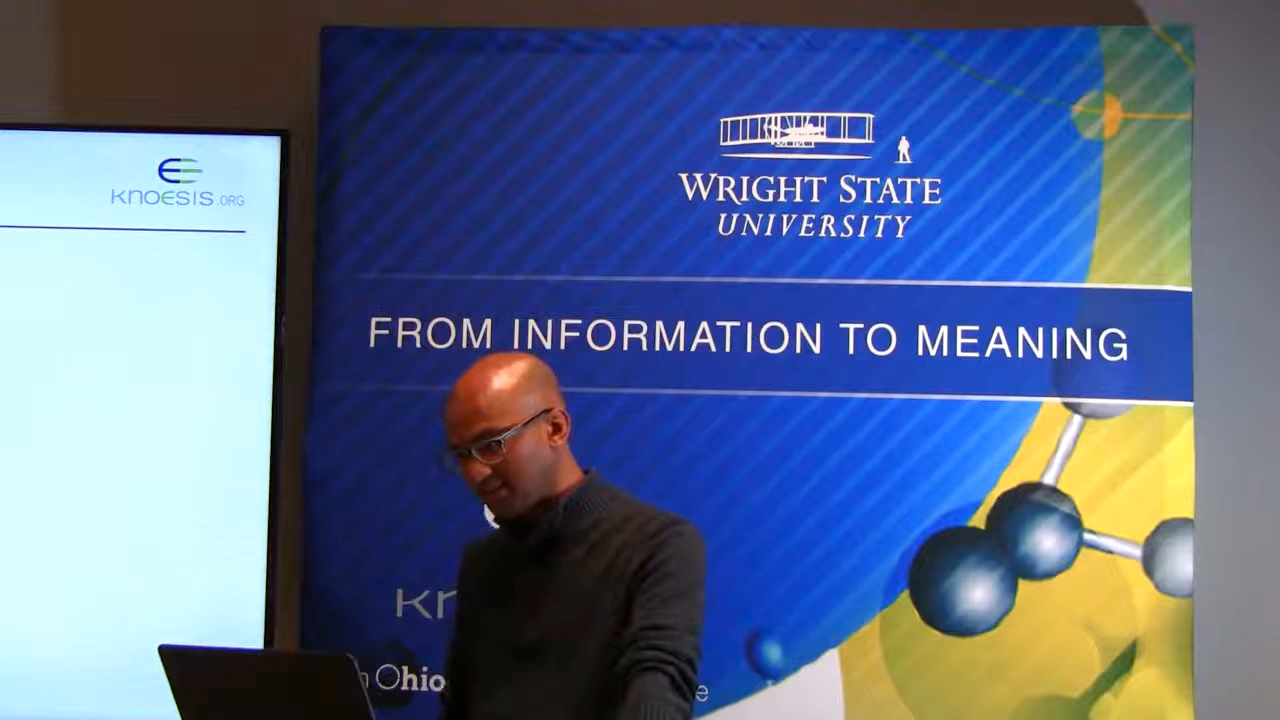 KNOESIS.ORG
WRIGHT STATE
UNIVERSITY
FROM INFORMATION TO MEANING
Ohio